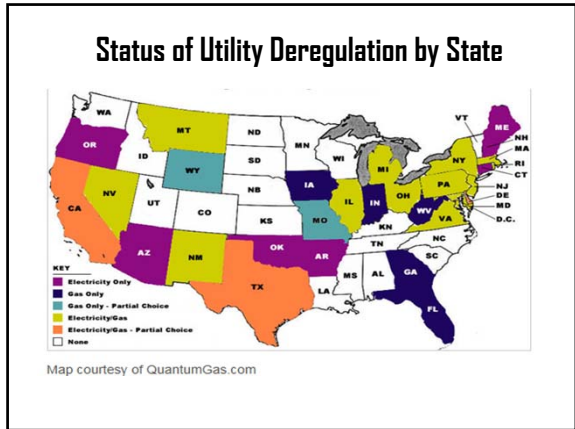 Status of Utility Deregulation by State
WA
OR
CA
NV
ID
MT
WY
UT
AZ
CO
NM
ND
SD
NB
KS
OK
TX
MN
IA
MO
AR
LA
WI
IL
MI
IN
OH
KN
TN
MS
AL
GA
FL
SC
NC
VA
WV
PA
NY
VT
ME
NH
MA
RI
CT
NJ
DE
MD
D.C.
KEY
Electricity Only
Gas Only
Gas Only - Partial Choice
Electricity/Gas
Electricity/Gas - Partial Choice
None
Map courtesy of QuantumGas.com